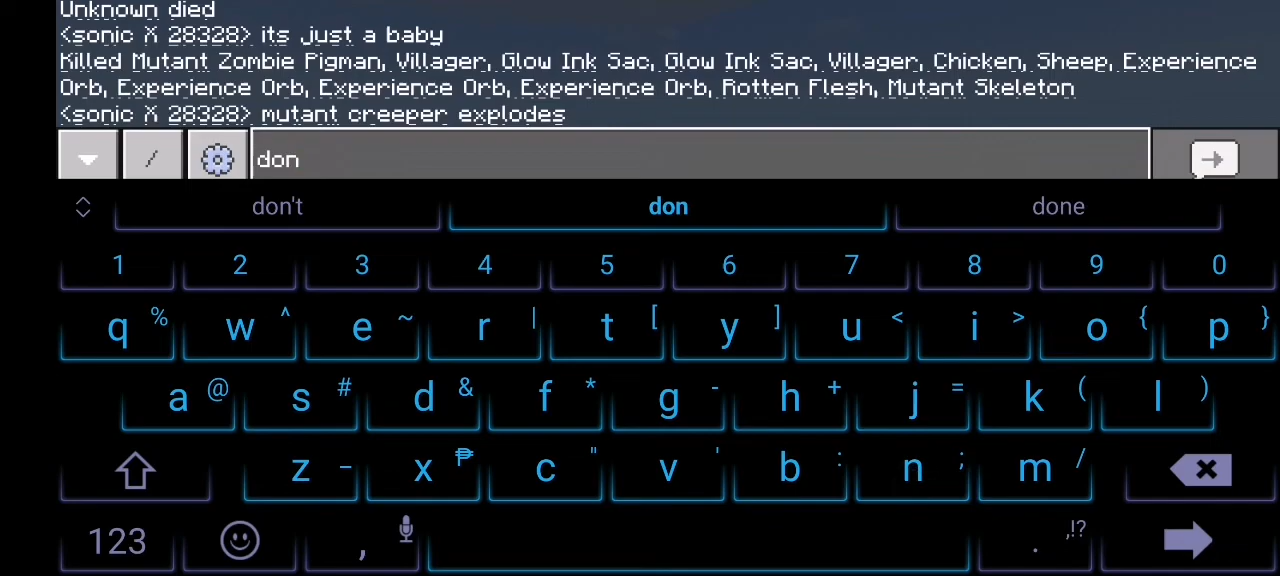 Unknown died
<sonic X 28328> its just a baby
Killed Mutant Zombie Pigman, Villager, Glow Ink Sac, Glow Ink Sac, Villager, Chicken, Sheep, Experience
Orb, Experience Orb, Experience Orb, Experience Orb, Rotten Flesh, Mutant Skeleton
<sonic X 28328> mutant creeper explodes
/ don
don't don done
1 2 3 4 5 6 7 8 9 0
q % w ^ e ~ r | t [ y ] u < i > o { p }
a @ s # d & f * g - h + j = k ( l )
z _ x ₱ c " v ' b : n ; m /
123 , . ,!?